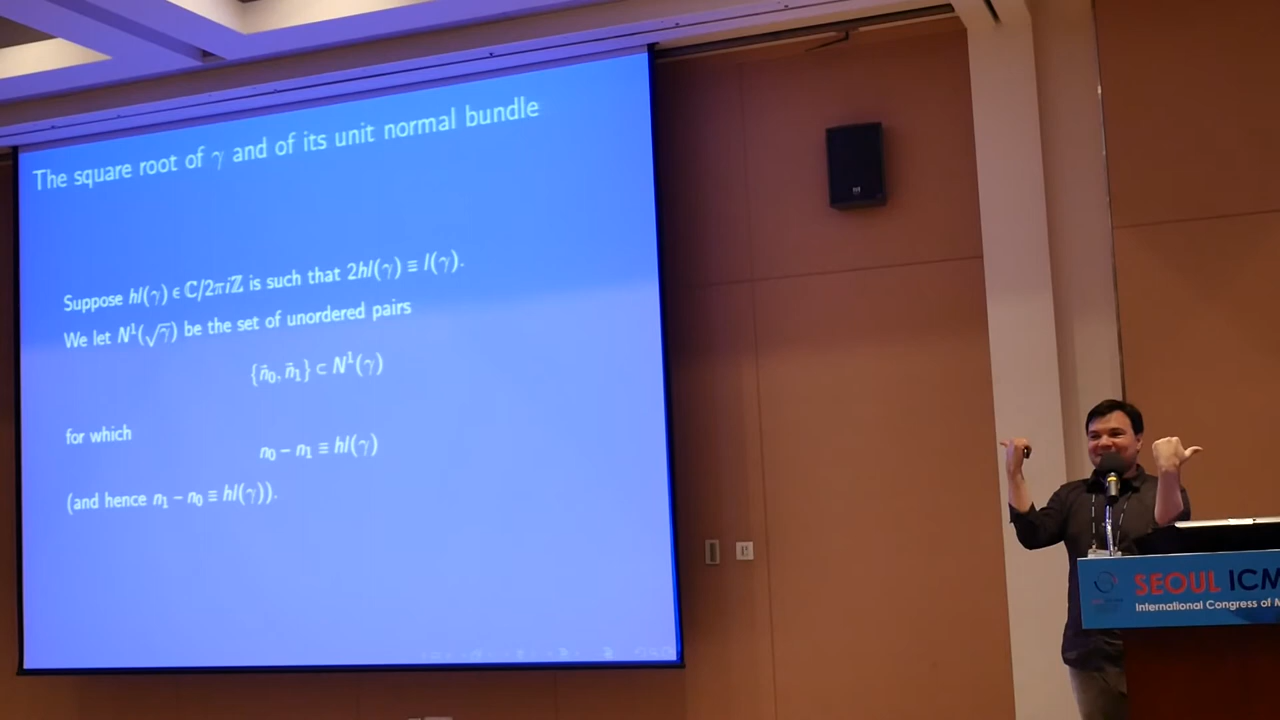 The square root of γ and of its unit normal bundle
Suppose hl(γ) ∈ ℂ/2πiℤ is such that 2hl(γ) ≡ l(γ).
We let N¹(√γ) be the set of unordered pairs
{n⃗₀, n⃗₁} ⊂ N¹(γ)
for which
n₀ − n₁ ≡ hl(γ)
(and hence n₁ − n₀ ≡ hl(γ)).
SEOUL ICM
International Congress of M